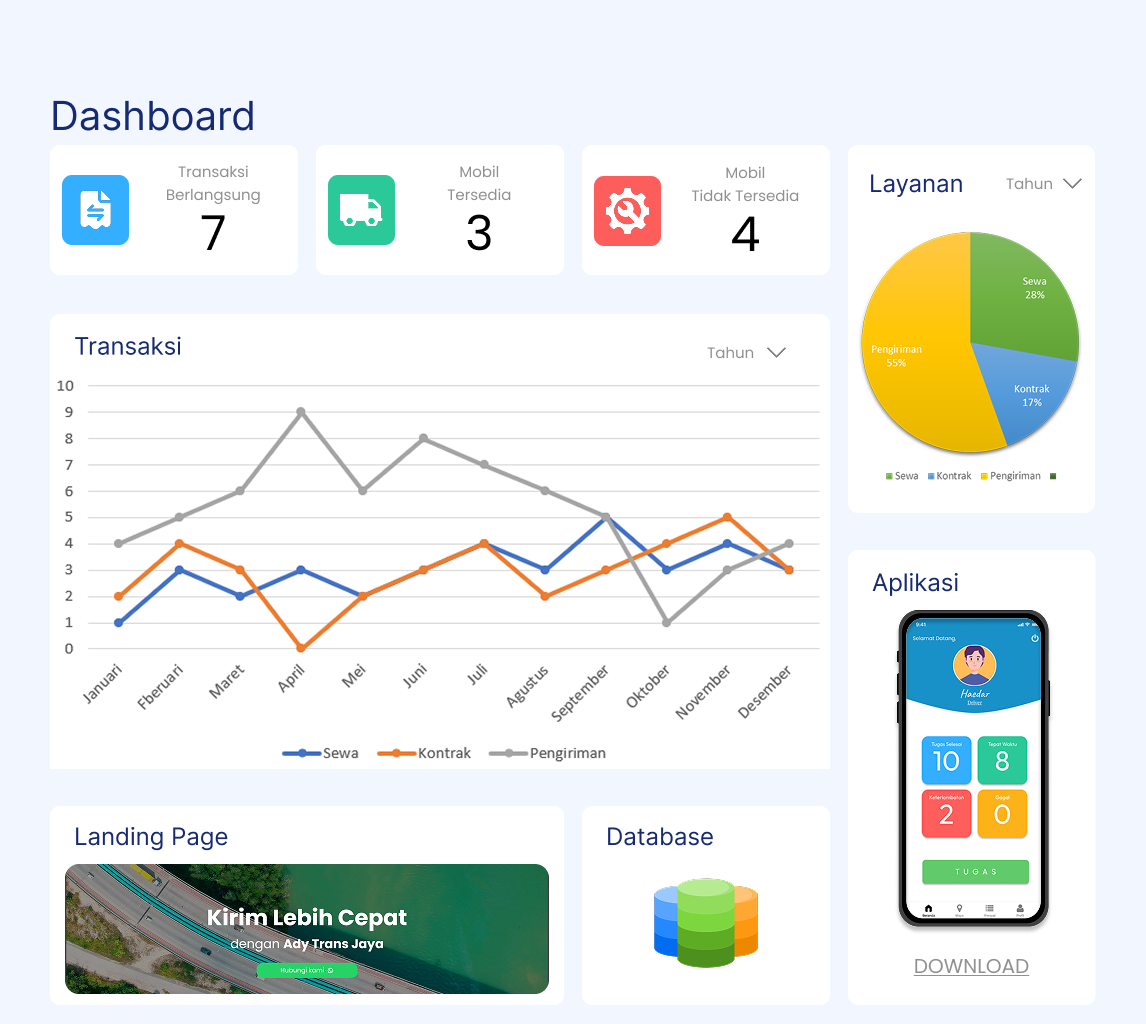 Dashboard
Transaksi
Berlangsung
7
Mobil
Tersedia
3
Mobil
Tidak Tersedia
4
Layanan
Tahun
Sewa
28%
Pengiriman
55%
Kontrak
17%
Sewa Kontrak Pengiriman
Transaksi
Tahun
10
9
8
7
6
5
4
3
2
1
0
Januari Fberuari Maret April Mei Juni Juli Agustus September Oktober November Desember
Sewa Kontrak Pengiriman
Aplikasi
9:41
Selamat Datang,
Haedar
Driver
Tugas Selesai
10
Tepat Waktu
8
Keterlambatan
2
Gagal
0
TUGAS
Beranda
DOWNLOAD
Landing Page
Kirim Lebih Cepat
dengan Ady Trans Jaya
Hubungi kami
Database